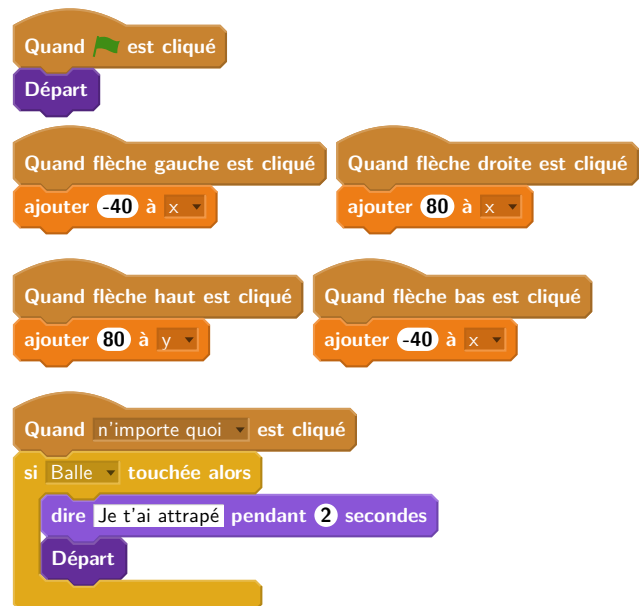 Quand est cliqué
Départ
Quand flèche gauche est cliqué
ajouter -40 à x
Quand flèche droite est cliqué
ajouter 80 à x
Quand flèche haut est cliqué
ajouter 80 à y
Quand flèche bas est cliqué
ajouter -40 à x
Quand n'importe quoi est cliqué
si Balle touchée alors
dire Je t'ai attrapé pendant 2 secondes
Départ